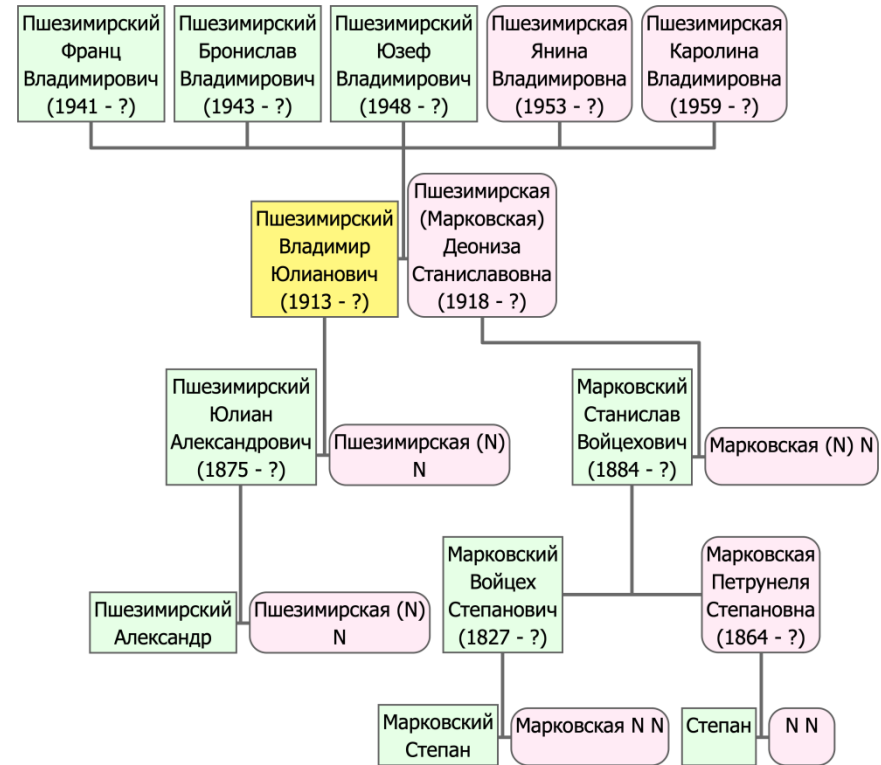 Пшезимирский
Франц
Владимирович
(1941 - ?)
Пшезимирский
Бронислав
Владимирович
(1943 - ?)
Пшезимирский
Юзеф
Владимирович
(1948 - ?)
Пшезимирская
Янина
Владимировна
(1953 - ?)
Пшезимирская
Каролина
Владимировна
(1959 - ?)
Пшезимирский
Владимир
Юлианович
(1913 - ?)
Пшезимирская
(Марковская)
Деониза
Станиславовна
(1918 - ?)
Пшезимирский
Юлиан
Александрович
(1875 - ?)
Пшезимирская (N)
N
Марковский
Станислав
Войцехович
(1884 - ?)
Марковская (N) N
Пшезимирский
Александр
Пшезимирская (N)
N
Марковский
Войцех
Степанович
(1827 - ?)
Марковская
Петрунеля
Степановна
(1864 - ?)
Марковский
Степан
Марковская N N
Степан
N N